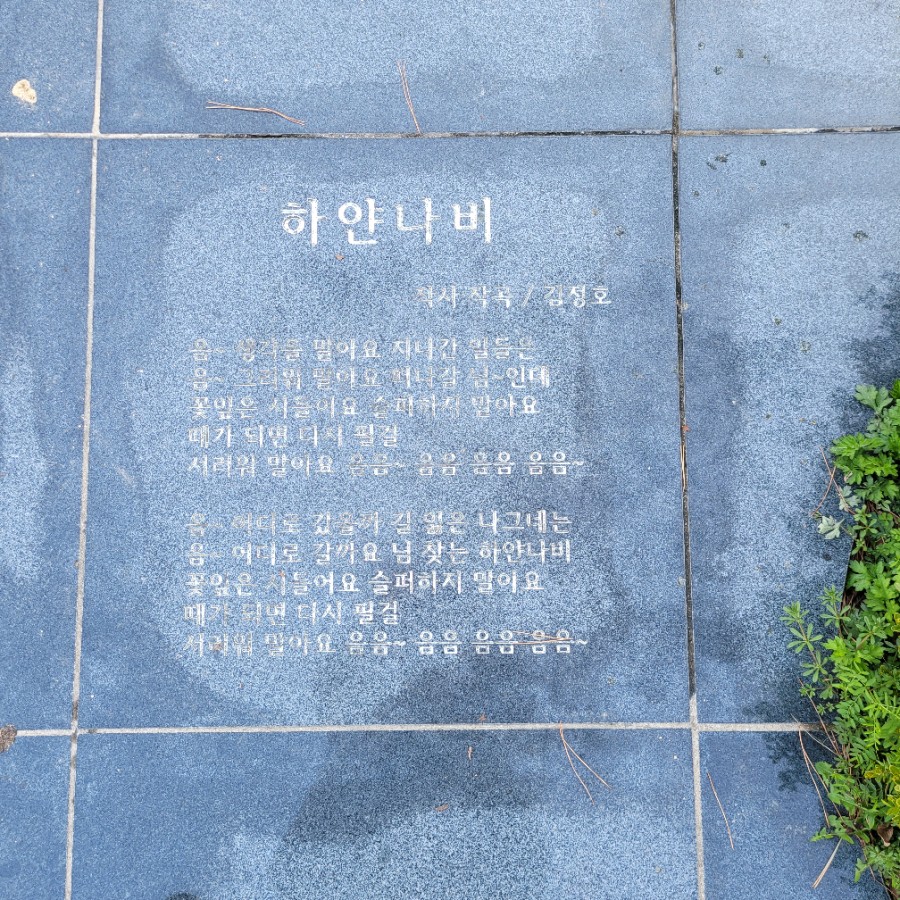 하얀나비
작사 작곡 / 김정호
음~ 생각을 말아요 지나간 일들은
음~ 그리워 말아요 떠나갈 님~인데
꽃잎은 시들어요 슬퍼하지 말아요
때가 되면 다시 필걸
서러워 말아요 음음~ 음음 음음 음음~
음~ 어디로 갔을까 길 잃은 나그네는
음~ 어디로 갈까요 님 찾는 하얀나비
꽃잎은 시들어요 슬퍼하지 말아요
때가 되면 다시 필걸
서러워 말아요 음음~ 음음 음음 음음~